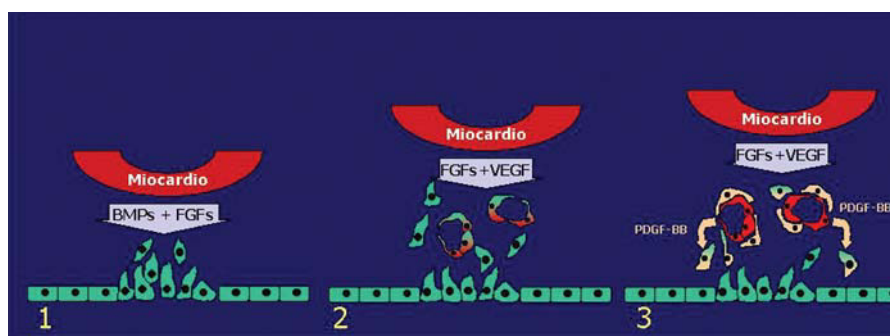 Miocardio
BMPs + FGFs
1
Miocardio
FGFs+VEGF
2
Miocardio
FGFs+VEGF
PDGF-BB
PDGF-BB
3